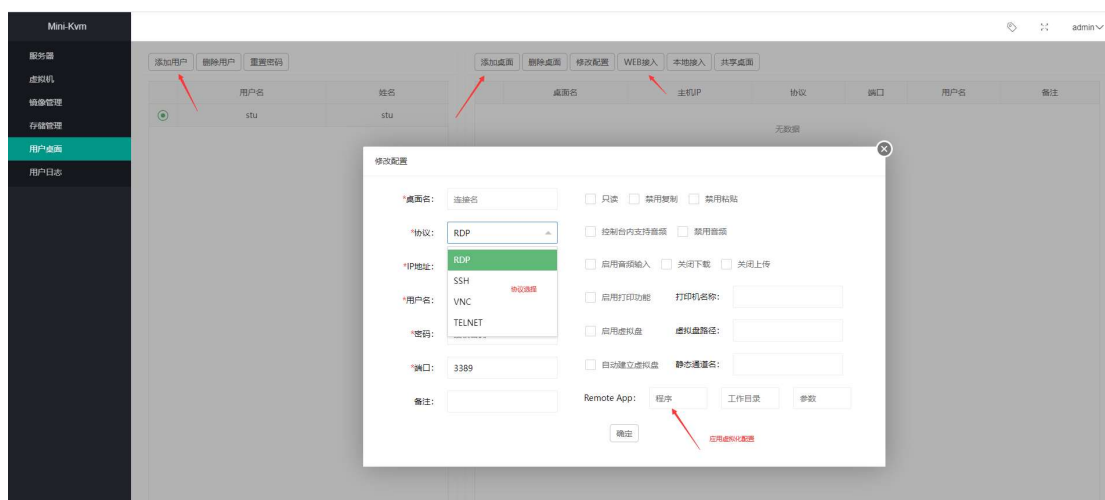 Mini-Kvm
admin
服务器
虚拟机
镜像管理
存储管理
用户桌面
用户日志
添加用户 删除用户 重置密码
添加桌面 删除桌面 修改配置 WEB接入 本地接入 共享桌面
用户名 姓名
stu stu
桌面名 主机IP 协议 端口 用户名 备注
无数据
修改配置
*桌面名: 连接名 只读 禁用复制 禁用粘贴
*协议: RDP 控制台内支持音频 禁用音频
*IP地址: RDP 启用音频输入 关闭下载 关闭上传
SSH
协议选择
*用户名: VNC 启用打印功能 打印机名称:
TELNET
*密码: 启用虚拟盘 虚拟盘路径:
*端口: 3389 自动建立虚拟盘 静态通道名:
备注: Remote App: 程序 工作目录 参数
确定
应用虚拟化配置